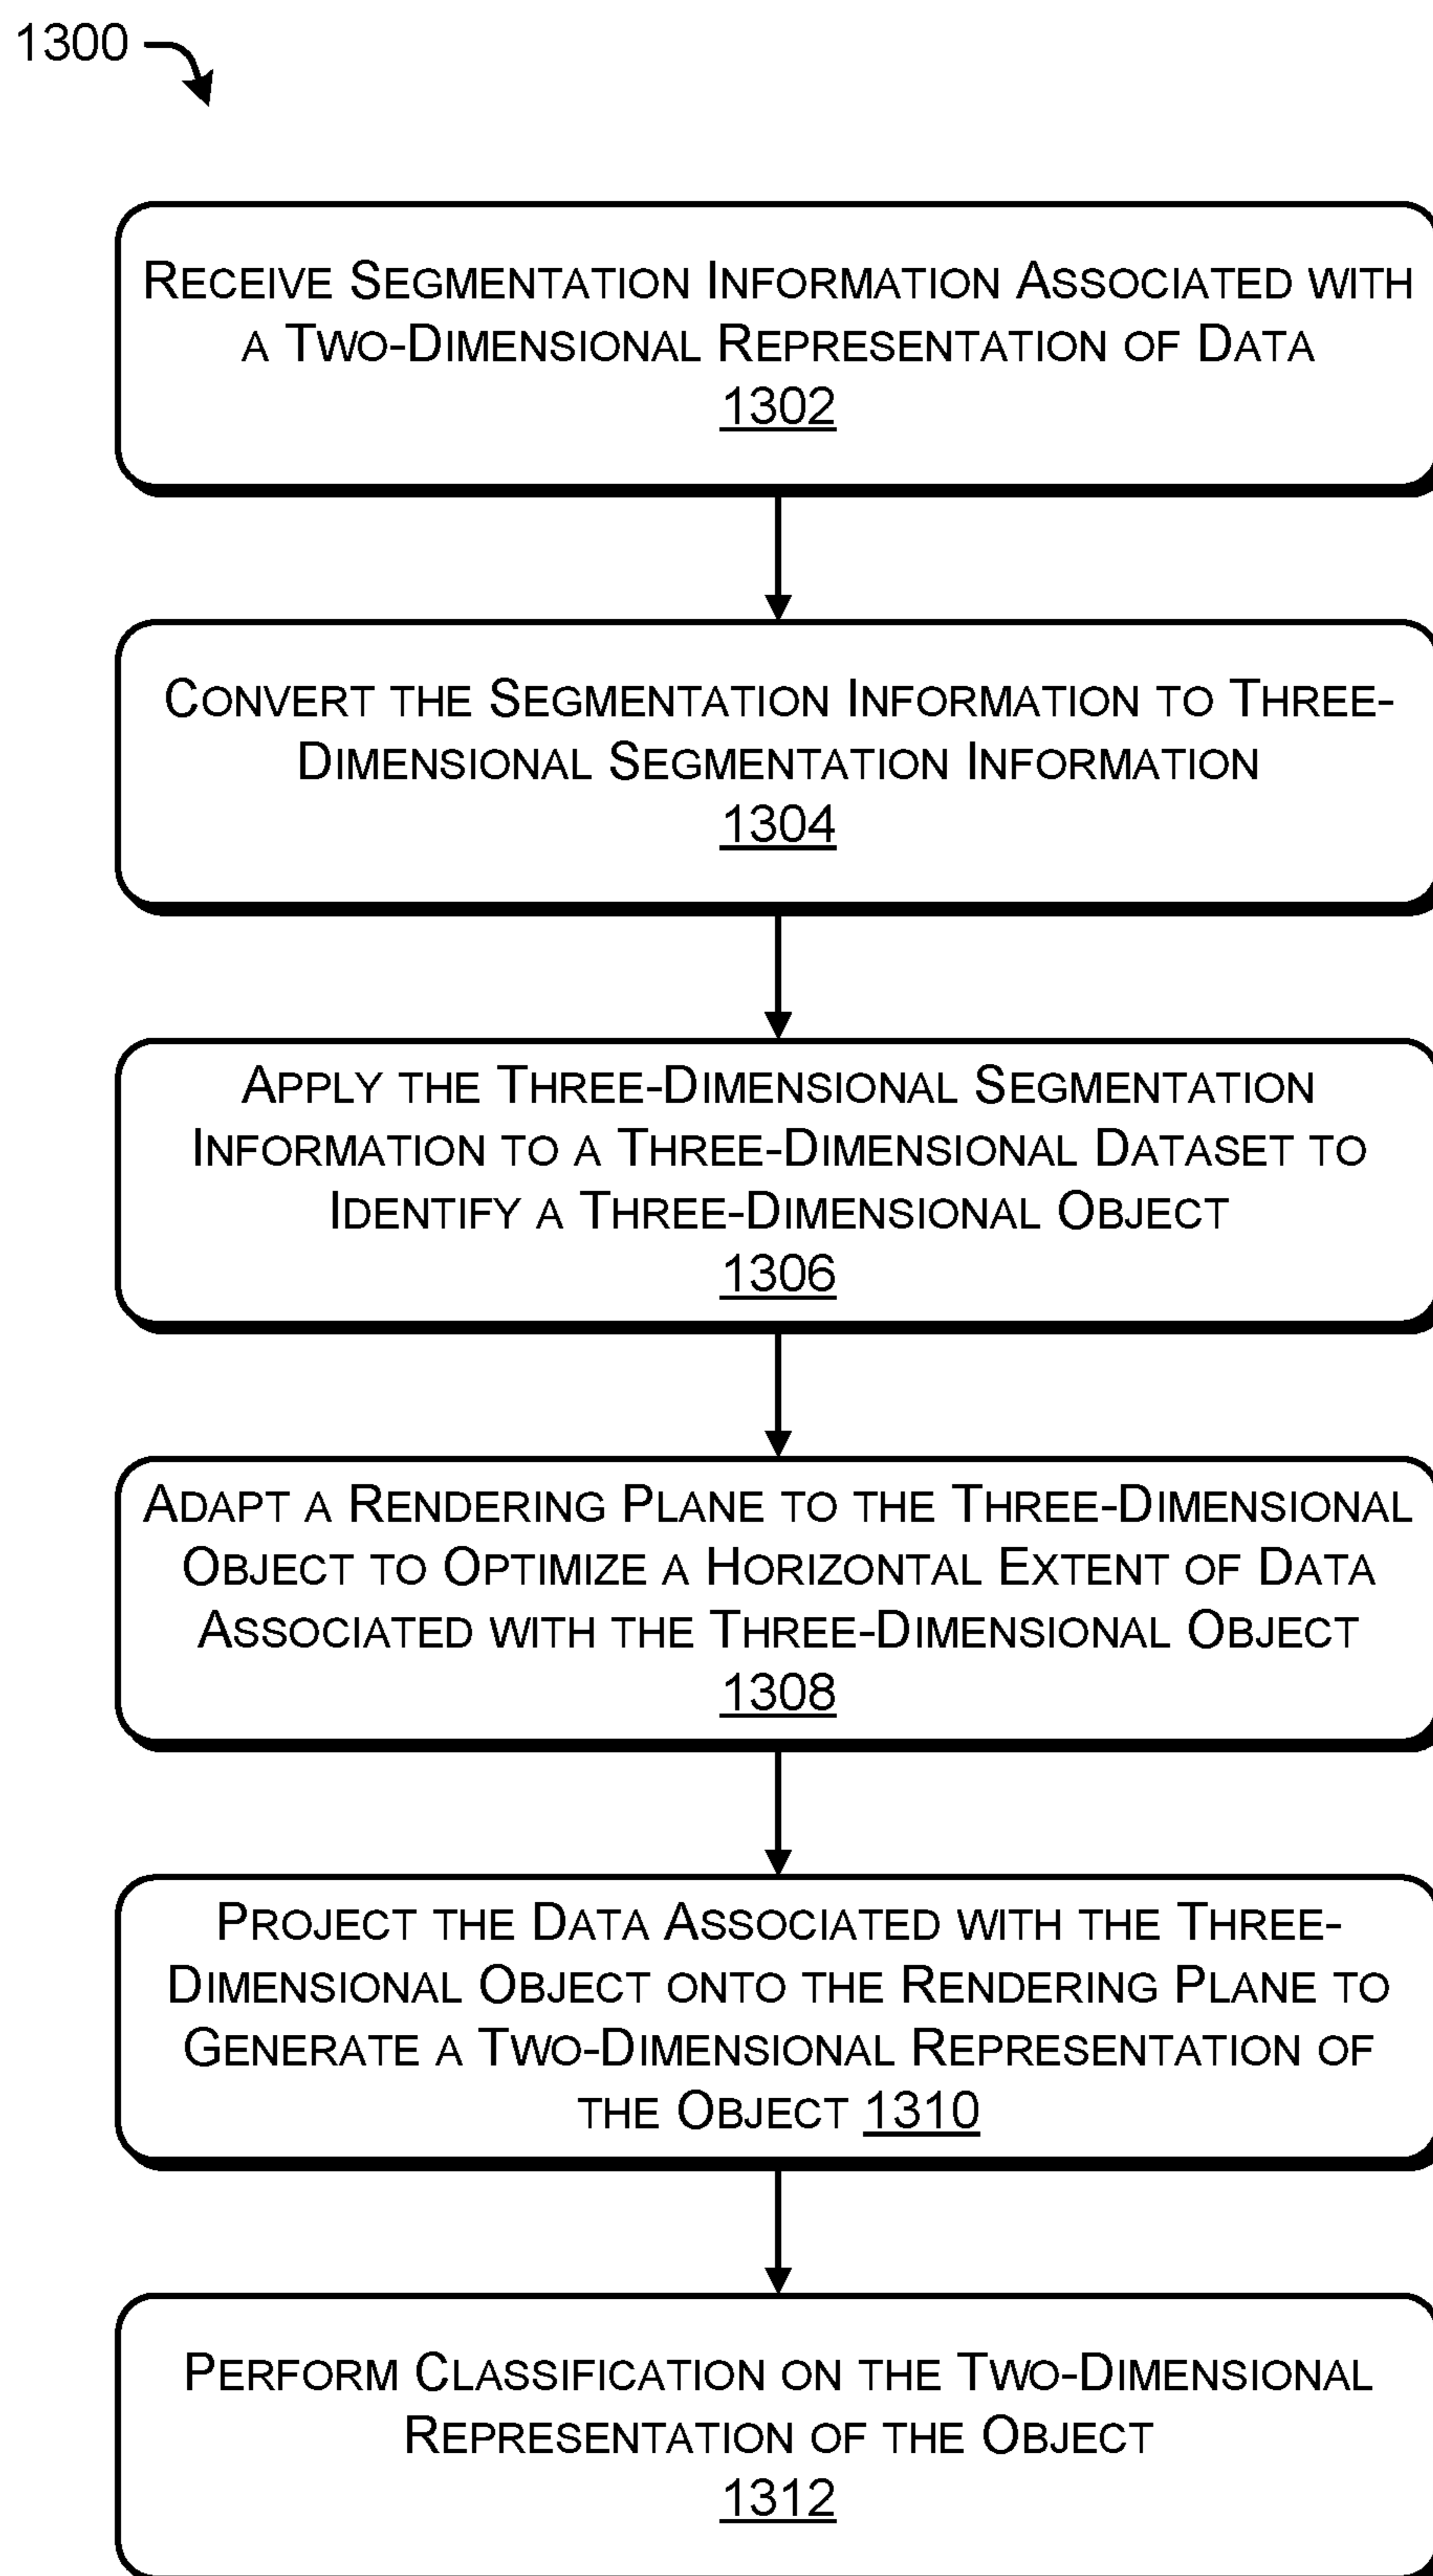 1300
RECEIVE SEGMENTATION INFORMATION ASSOCIATED WITH
A TWO-DIMENSIONAL REPRESENTATION OF DATA
1302
CONVERT THE SEGMENTATION INFORMATION TO THREE-
DIMENSIONAL SEGMENTATION INFORMATION
1304
APPLY THE THREE-DIMENSIONAL SEGMENTATION
INFORMATION TO A THREE-DIMENSIONAL DATASET TO
IDENTIFY A THREE-DIMENSIONAL OBJECT
1306
ADAPT A RENDERING PLANE TO THE THREE-DIMENSIONAL
OBJECT TO OPTIMIZE A HORIZONTAL EXTENT OF DATA
ASSOCIATED WITH THE THREE-DIMENSIONAL OBJECT
1308
PROJECT THE DATA ASSOCIATED WITH THE THREE-
DIMENSIONAL OBJECT ONTO THE RENDERING PLANE TO
GENERATE A TWO-DIMENSIONAL REPRESENTATION OF
THE OBJECT 1310
PERFORM CLASSIFICATION ON THE TWO-DIMENSIONAL
REPRESENTATION OF THE OBJECT
1312